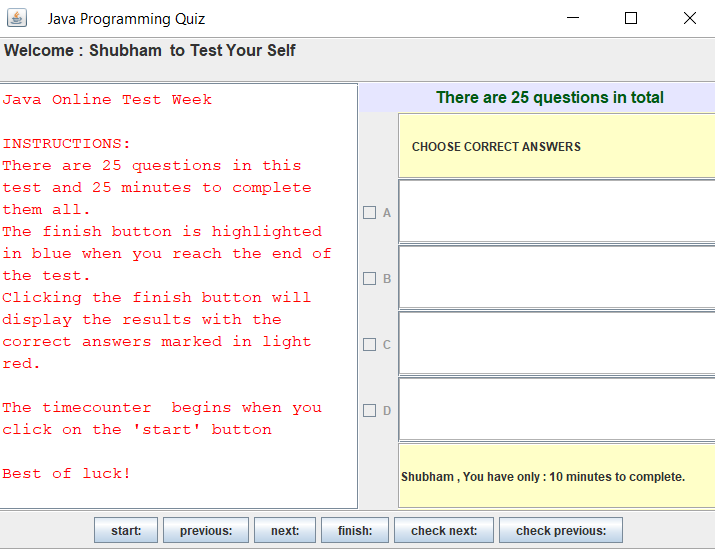 Java Programming Quiz
Welcome : Shubham to Test Your Self
Java Online Test Week
INSTRUCTIONS:
There are 25 questions in this
test and 25 minutes to complete
them all.
The finish button is highlighted
in blue when you reach the end of
the test.
Clicking the finish button will
display the results with the
correct answers marked in light
red.
The timecounter  begins when you
click on the 'start' button
Best of luck!
There are 25 questions in total
CHOOSE CORRECT ANSWERS
A
B
C
D
Shubham , You have only : 10 minutes to complete.
start: previous: next: finish: check next: check previous: